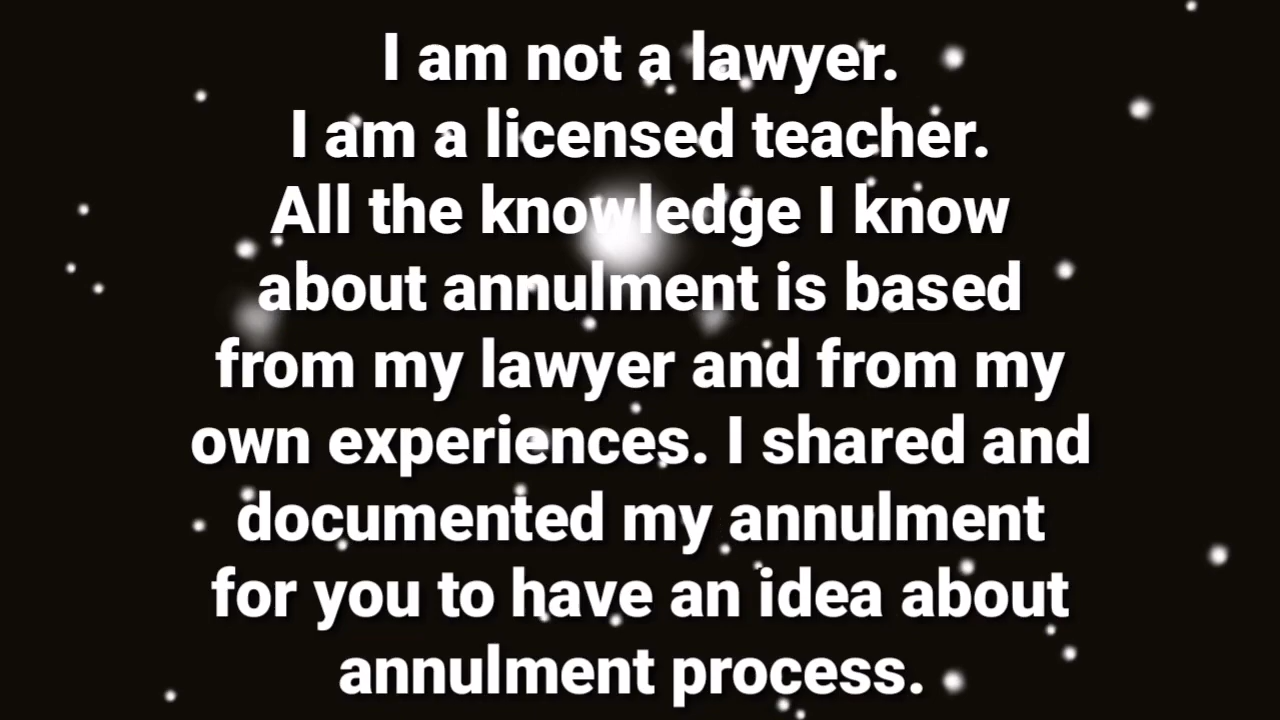 I am not a lawyer.
I am a licensed teacher.
All the knowledge I know
about annulment is based
from my lawyer and from my
own experiences. I shared and
documented my annulment
for you to have an idea about
annulment process.